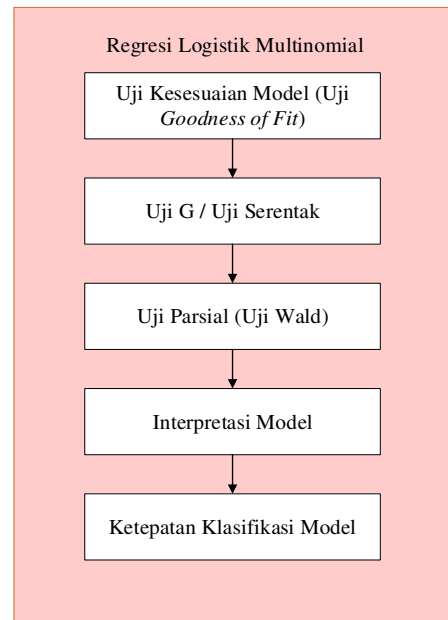 Regresi Logistik Multinomial
Uji Kesesuaian Model (Uji
Goodness of Fit)
Uji G / Uji Serentak
Uji Parsial (Uji Wald)
Interpretasi Model
Ketepatan Klasifikasi Model